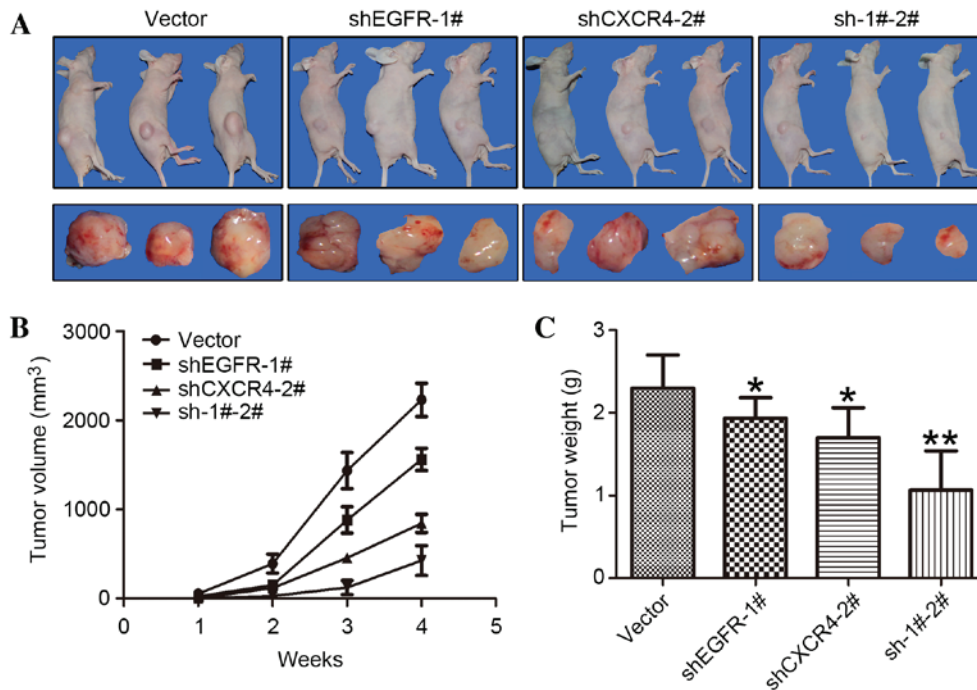 A
Vector shEGFR-1# shCXCR4-2# sh-1#-2#
B
Tumor volume (mm³)
3000
2000
1000
0
Vector
shEGFR-1#
shCXCR4-2#
sh-1#-2#
0 1 2 3 4 5
Weeks
C
Tumor weight (g)
3
2
1
0
* * **
Vector shEGFR-1# shCXCR4-2# sh-1#-2#